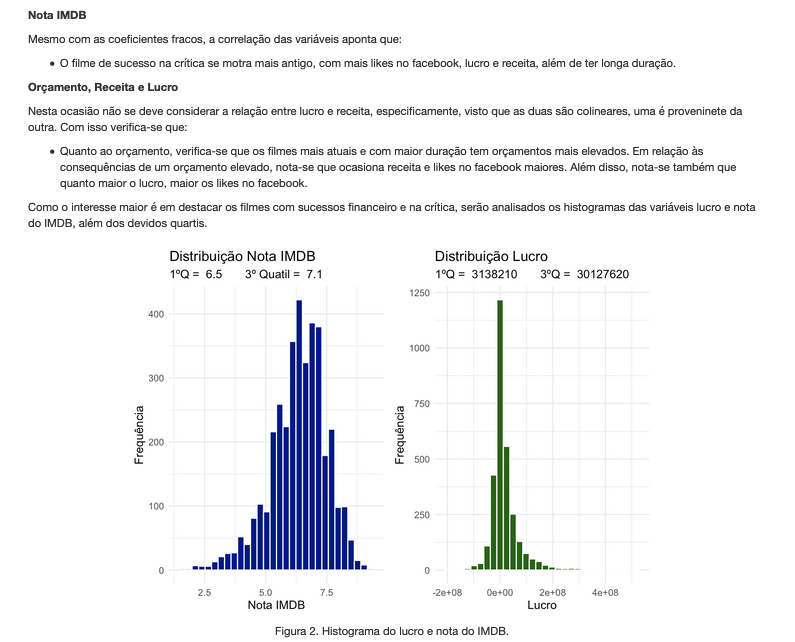 Nota IMDB
Mesmo com as coeficientes fracos, a correlação das variáveis aponta que:
• O filme de sucesso na crítica se motra mais antigo, com mais likes no facebook, lucro e receita, além de ter longa duração.
Orçamento, Receita e Lucro
Nesta ocasião não se deve considerar a relação entre lucro e receita, especificamente, visto que as duas são colineares, uma é proveninete da
outra. Com isso verifica-se que:
• Quanto ao orçamento, verifica-se que os filmes mais atuais e com maior duração tem orçamentos mais elevados. Em relação às
consequências de um orçamento elevado, nota-se que ocasiona receita e likes no facebook maiores. Além disso, nota-se também que
quanto maior o lucro, maior os likes no facebook.
Como o interesse maior é em destacar os filmes com sucessos financeiro e na crítica, serão analisados os histogramas das variáveis lucro e nota
do IMDB, além dos devidos quartis.
Distribuição Nota IMDB
1ºQ = 6.5 3º Quatil = 7.1
400
300
200
100
0
Frequência
2.5 5.0 7.5
Nota IMDB
Distribuição Lucro
1ºQ = 3138210 3ºQ = 30127620
1250
1000
750
500
250
0
Frequência
-2e+08 0e+00 2e+08 4e+08
Lucro
Figura 2. Histograma do lucro e nota do IMDB.